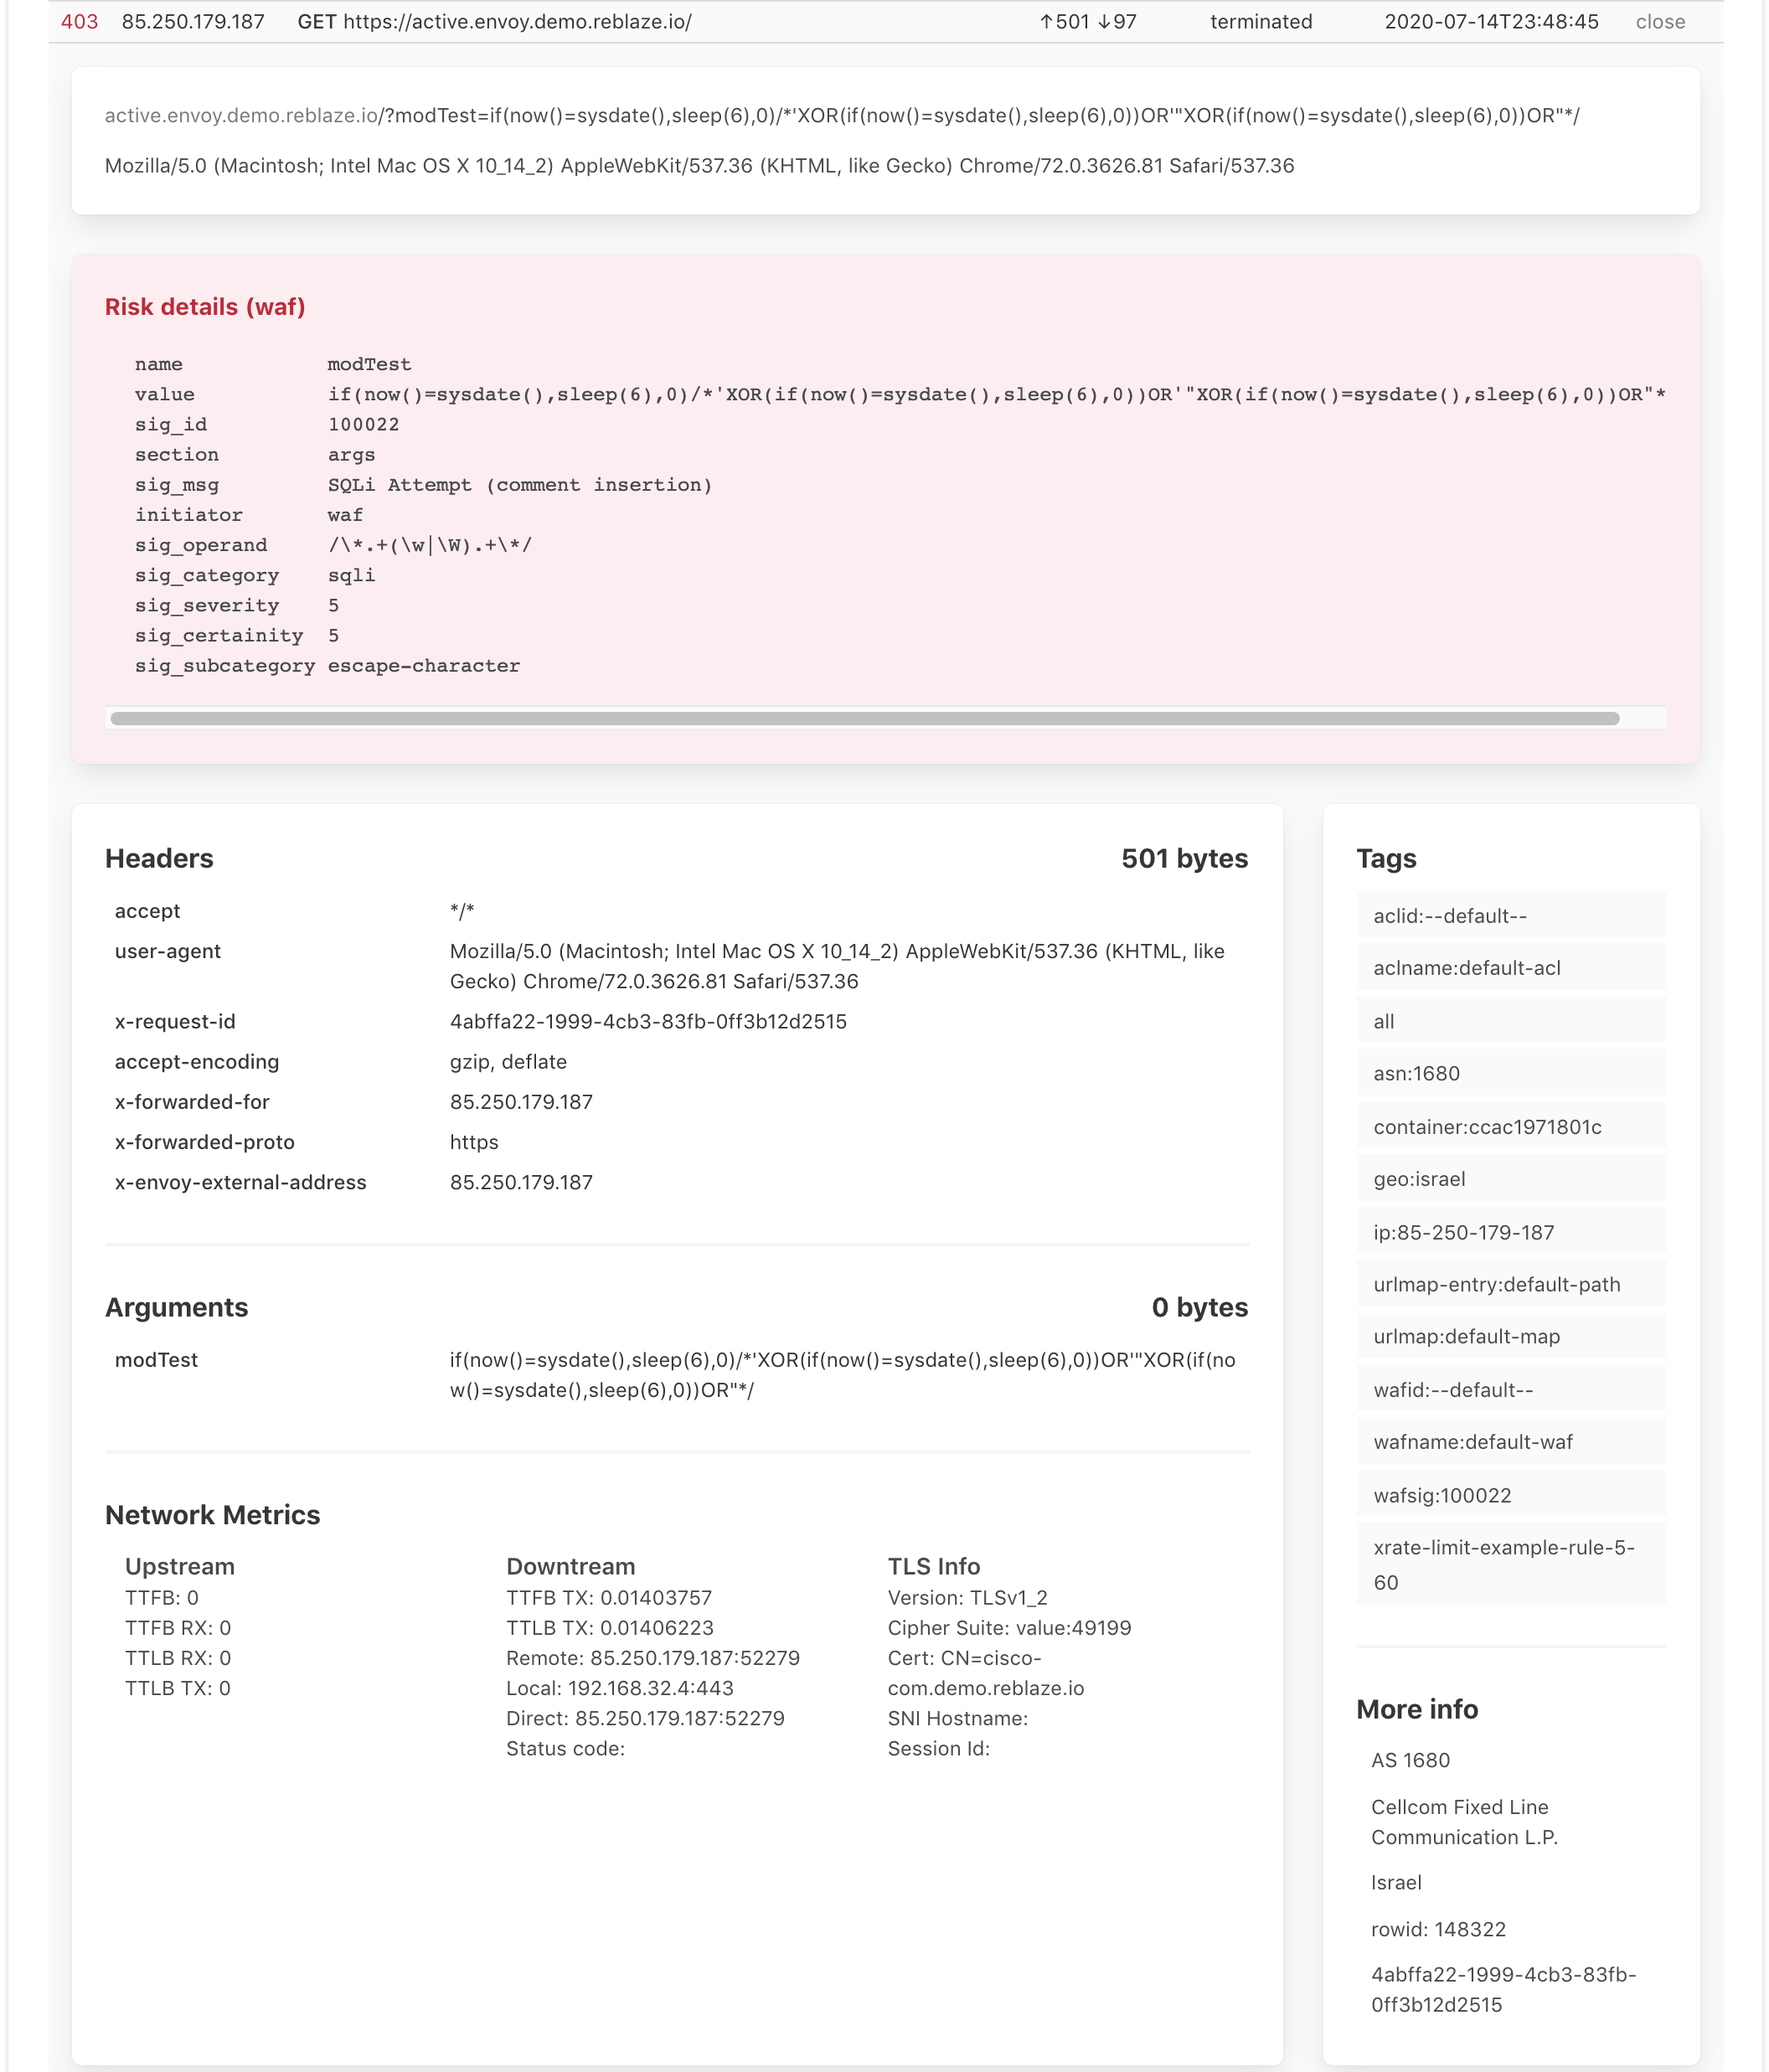 403 85.250.179.187 GET https://active.envoy.demo.reblaze.io/ ↑501 ↓97 terminated 2020-07-14T23:48:45 close
active.envoy.demo.reblaze.io/?modTest=if(now()=sysdate(),sleep(6),0)/*'XOR(if(now()=sysdate(),sleep(6),0))OR'"XOR(if(now()=sysdate(),sleep(6),0))OR"*/
Mozilla/5.0 (Macintosh; Intel Mac OS X 10_14_2) AppleWebKit/537.36 (KHTML, like Gecko) Chrome/72.0.3626.81 Safari/537.36
Risk details (waf)
name modTest
value if(now()=sysdate(),sleep(6),0)/*'XOR(if(now()=sysdate(),sleep(6),0))OR'"XOR(if(now()=sysdate(),sleep(6),0))OR"*
sig_id 100022
section args
sig_msg SQLi Attempt (comment insertion)
initiator waf
sig_operand /\*.+(\w|\W).+\*/
sig_category sqli
sig_severity 5
sig_certainity 5
sig_subcategory escape-character
Headers 501 bytes
accept */*
user-agent Mozilla/5.0 (Macintosh; Intel Mac OS X 10_14_2) AppleWebKit/537.36 (KHTML, like
Gecko) Chrome/72.0.3626.81 Safari/537.36
x-request-id 4abffa22-1999-4cb3-83fb-0ff3b12d2515
accept-encoding gzip, deflate
x-forwarded-for 85.250.179.187
x-forwarded-proto https
x-envoy-external-address 85.250.179.187
Arguments 0 bytes
modTest if(now()=sysdate(),sleep(6),0)/*'XOR(if(now()=sysdate(),sleep(6),0))OR'"XOR(if(no
w()=sysdate(),sleep(6),0))OR"*/
Network Metrics
Upstream
TTFB: 0
TTFB RX: 0
TTLB RX: 0
TTLB TX: 0
Downtream
TTFB TX: 0.01403757
TTLB TX: 0.01406223
Remote: 85.250.179.187:52279
Local: 192.168.32.4:443
Direct: 85.250.179.187:52279
Status code:
TLS Info
Version: TLSv1_2
Cipher Suite: value:49199
Cert: CN=cisco-
com.demo.reblaze.io
SNI Hostname:
Session Id:
Tags
aclid:--default--
aclname:default-acl
all
asn:1680
container:ccac1971801c
geo:israel
ip:85-250-179-187
urlmap-entry:default-path
urlmap:default-map
wafid:--default--
wafname:default-waf
wafsig:100022
xrate-limit-example-rule-5-
60
More info
AS 1680
Cellcom Fixed Line
Communication L.P.
Israel
rowid: 148322
4abffa22-1999-4cb3-83fb-
0ff3b12d2515